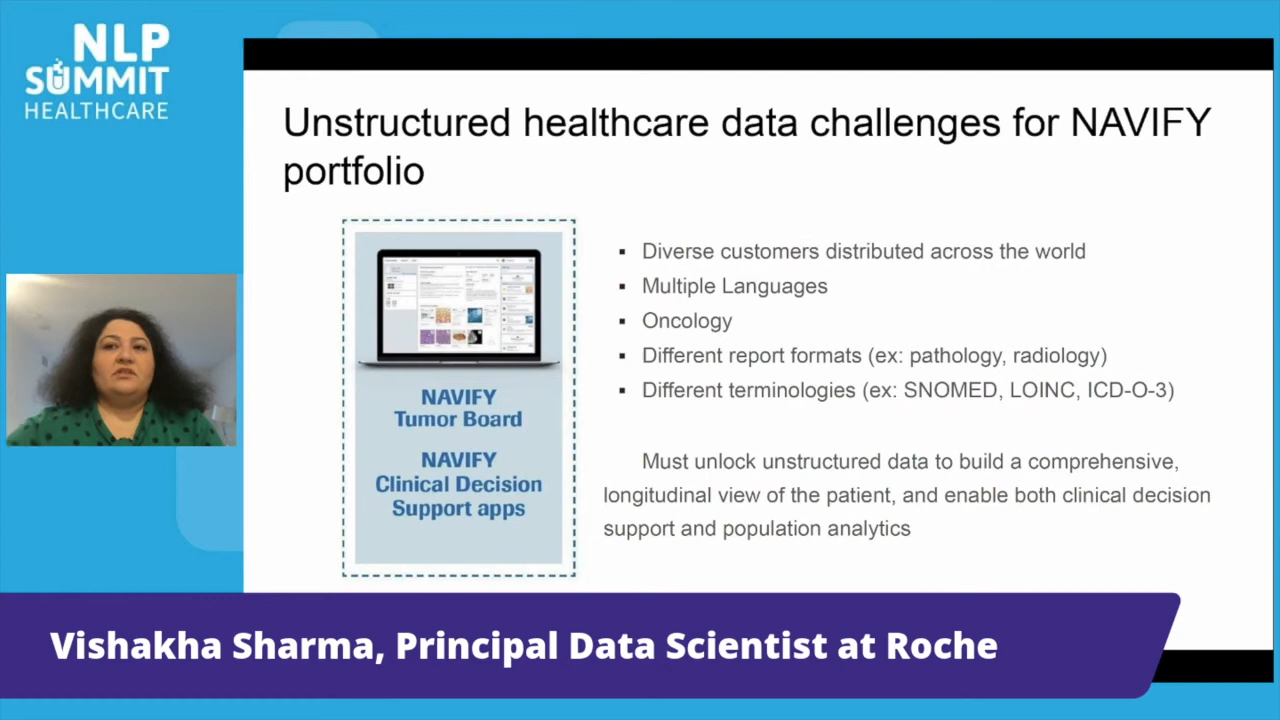 NLP
SUMMIT
HEALTHCARE
Unstructured healthcare data challenges for NAVIFY
portfolio
NAVIFY
Tumor Board
NAVIFY
Clinical Decision
Support apps
▪ Diverse customers distributed across the world
▪ Multiple Languages
▪ Oncology
▪ Different report formats (ex: pathology, radiology)
▪ Different terminologies (ex: SNOMED, LOINC, ICD-O-3)
Must unlock unstructured data to build a comprehensive,
longitudinal view of the patient, and enable both clinical decision
support and population analytics
Vishakha Sharma, Principal Data Scientist at Roche